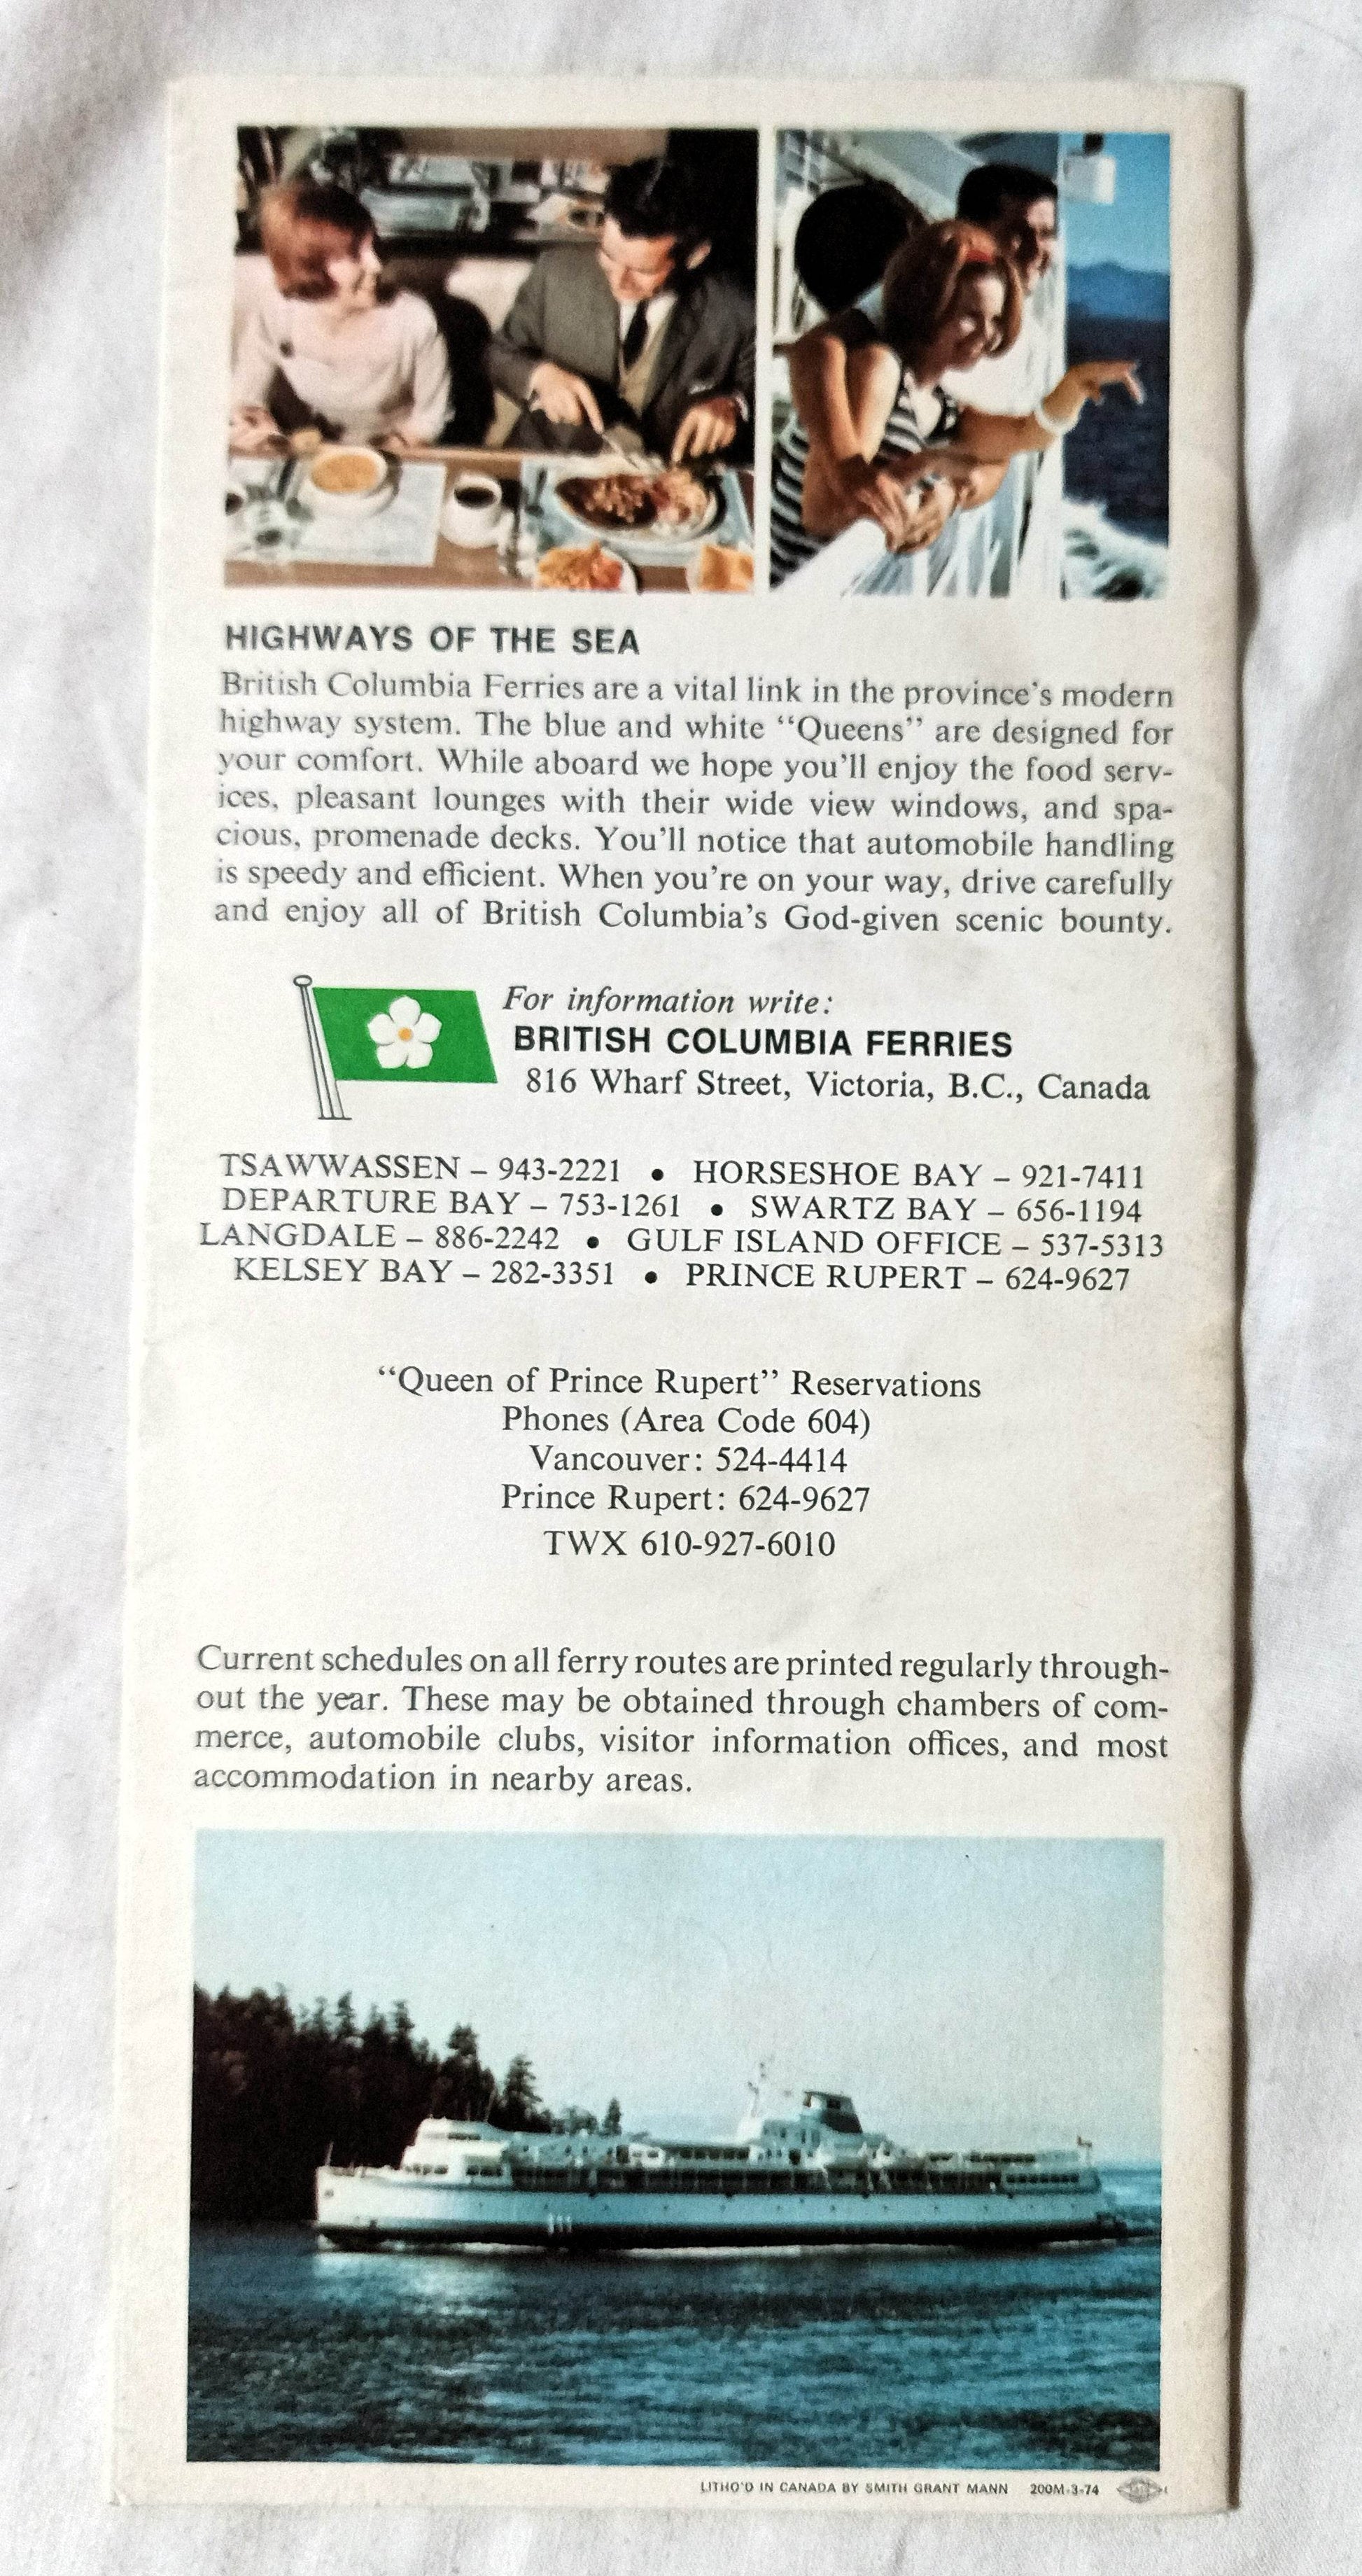 HIGHWAYS OF THE SEA
British Columbia Ferries are a vital link in the province's modern
highway system. The blue and white “Queens” are designed for
your comfort. While aboard we hope you'll enjoy the food serv-
ices, pleasant lounges with their wide view windows, and spa-
cious, promenade decks. You'll notice that automobile handling
is speedy and efficient. When you're on your way, drive carefully
and enjoy all of British Columbia's God-given scenic bounty.
For information write:
BRITISH COLUMBIA FERRIES
816 Wharf Street, Victoria, B.C., Canada
TSAWWASSEN – 943-2221 • HORSESHOE BAY – 921-7411
DEPARTURE BAY – 753-1261 • SWARTZ BAY – 656-1194
LANGDALE – 886-2242 • GULF ISLAND OFFICE – 537-5313
KELSEY BAY – 282-3351 • PRINCE RUPERT – 624-9627
“Queen of Prince Rupert” Reservations
Phones (Area Code 604)
Vancouver: 524-4414
Prince Rupert: 624-9627
TWX 610-927-6010
Current schedules on all ferry routes are printed regularly through-
out the year. These may be obtained through chambers of com-
merce, automobile clubs, visitor information offices, and most
accommodation in nearby areas.
LITHO'D IN CANADA BY SMITH GRANT MANN 200M-3-74